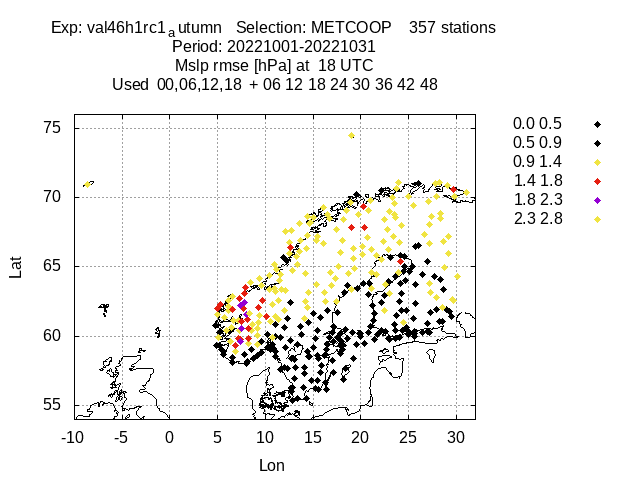 Exp: val46h1rc1autumn Selection: METCOOP 357 stations
Period: 20221001-20221031
Mslp rmse [hPa] at 18 UTC
Used 00,06,12,18 + 06 12 18 24 30 36 42 48
0.0 0.5
0.5 0.9
0.9 1.4
1.4 1.8
1.8 2.3
2.3 2.8
75
70
65
60
55
Lat
-10 -5 0 5 10 15 20 25 30
Lon